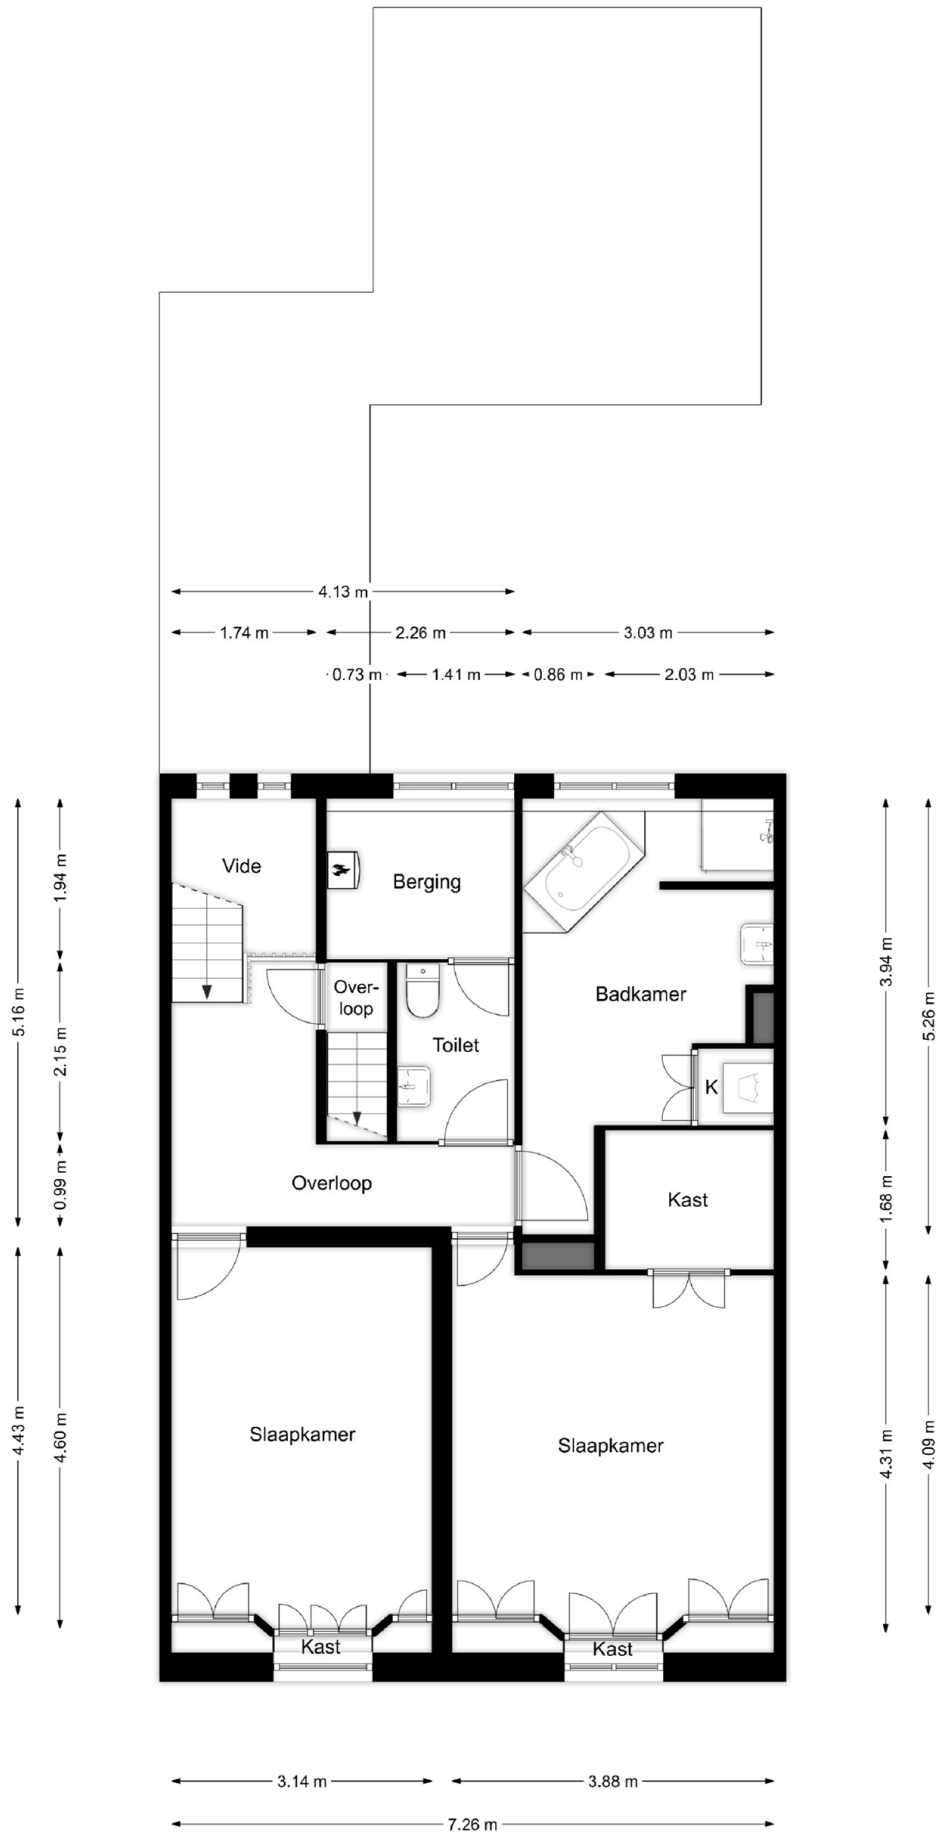 4.13 m
1.74 m
2.26 m
3.03 m
0.73 m
1.41 m
0.86 m
2.03 m
5.16 m
1.94 m
2.15 m
0.99 m
4.43 m
4.60 m
Vide
Berging
Over-
loop
Toilet
Badkamer
K
Overloop
Kast
Slaapkamer
Slaapkamer
Kast
Kast
3.94 m
5.26 m
1.68 m
4.31 m
4.09 m
3.14 m
3.88 m
7.26 m